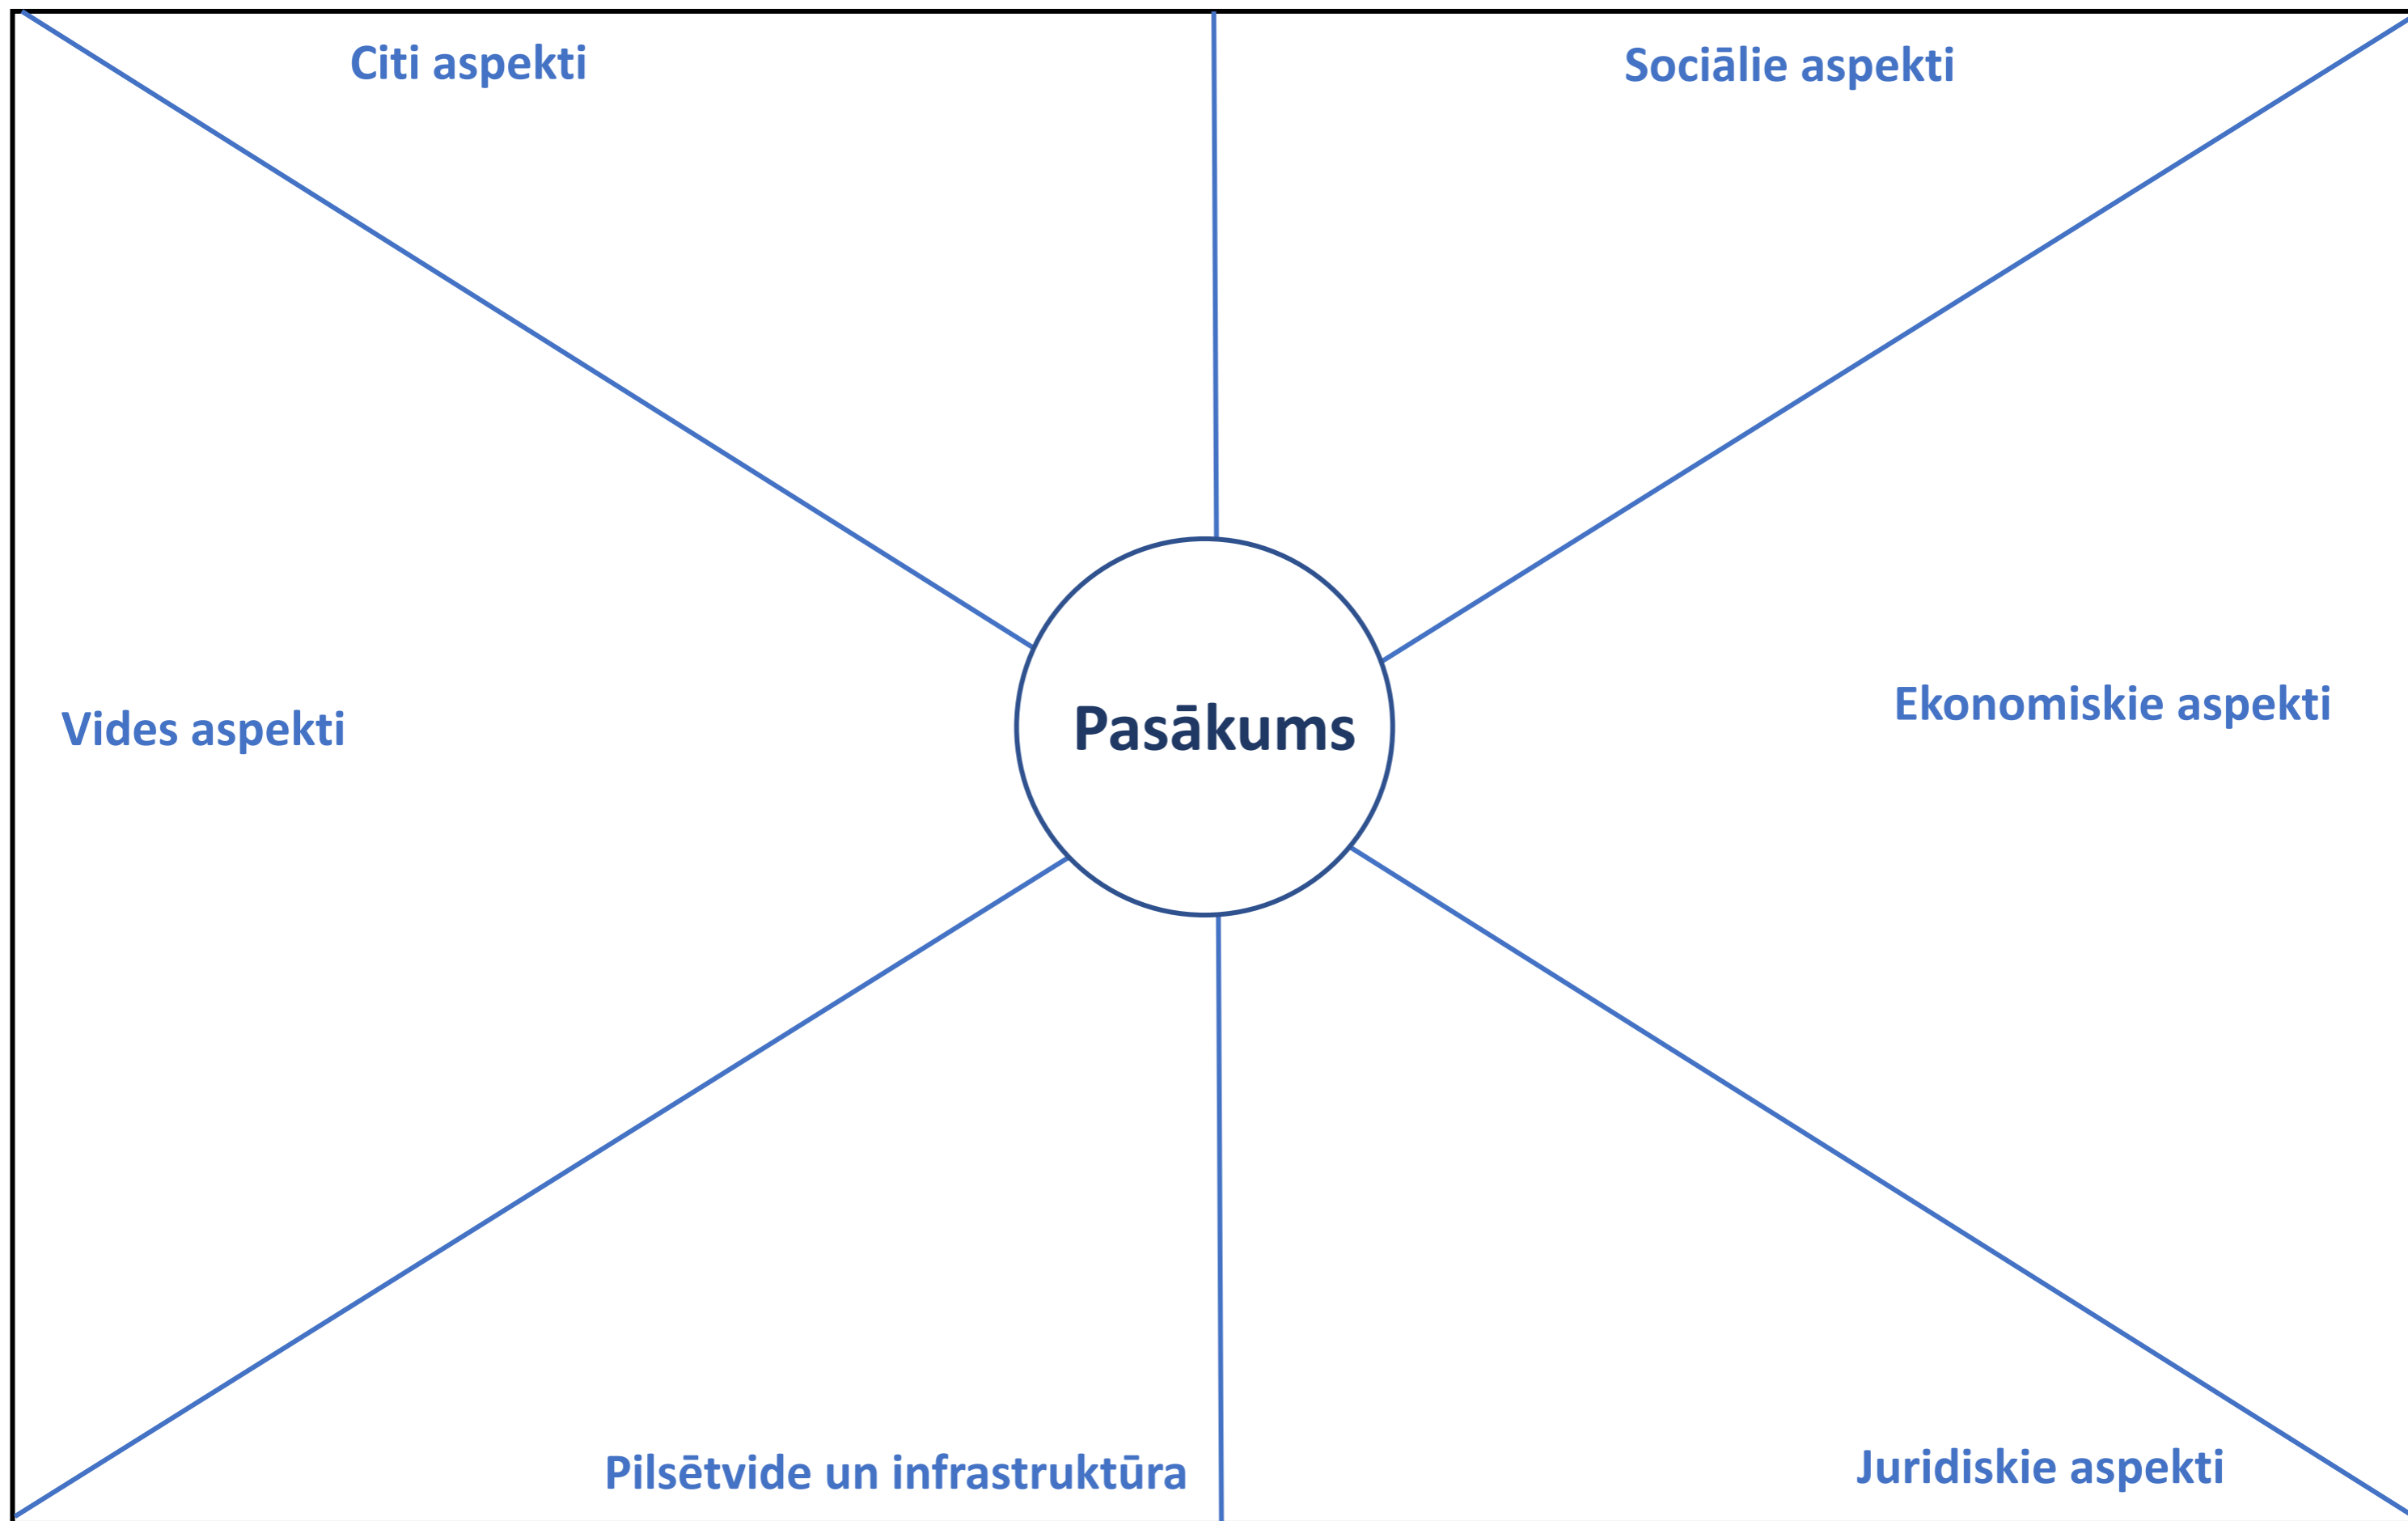 Citi aspekti
Sociālie aspekti
Vides aspekti
Pasākums
Ekonomiskie aspekti
Pilsētvide un infrastruktūra
Juridiskie aspekti